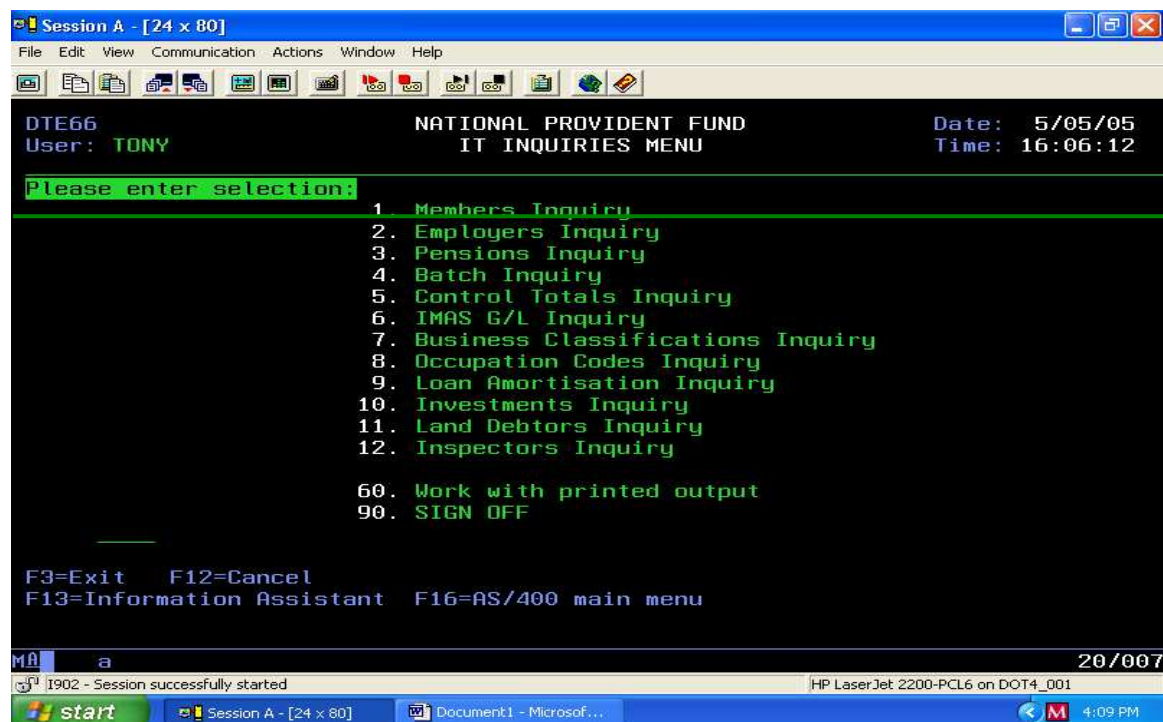 Session A - [24 x 80]
File Edit View Communication Actions Window Help
DTE66 NATIONAL PROVIDENT FUND Date: 5/05/05
User: TONY IT INQUIRIES MENU Time: 16:06:12
Please enter selection:
1. Members Inquiry
2. Employers Inquiry
3. Pensions Inquiry
4. Batch Inquiry
5. Control Totals Inquiry
6. IMAS G/L Inquiry
7. Business Classifications Inquiry
8. Occupation Codes Inquiry
9. Loan Amortisation Inquiry
10. Investments Inquiry
11. Land Debtors Inquiry
12. Inspectors Inquiry
60. Work with printed output
90. SIGN OFF
F3=Exit F12=Cancel
F13=Information Assistant F16=AS/400 main menu
MA a 20/007
I902 - Session successfully started HP LaserJet 2200-PCL6 on DOT4_001
start Session A - [24 x 80] Document1 - Microsof... M 4:09 PM